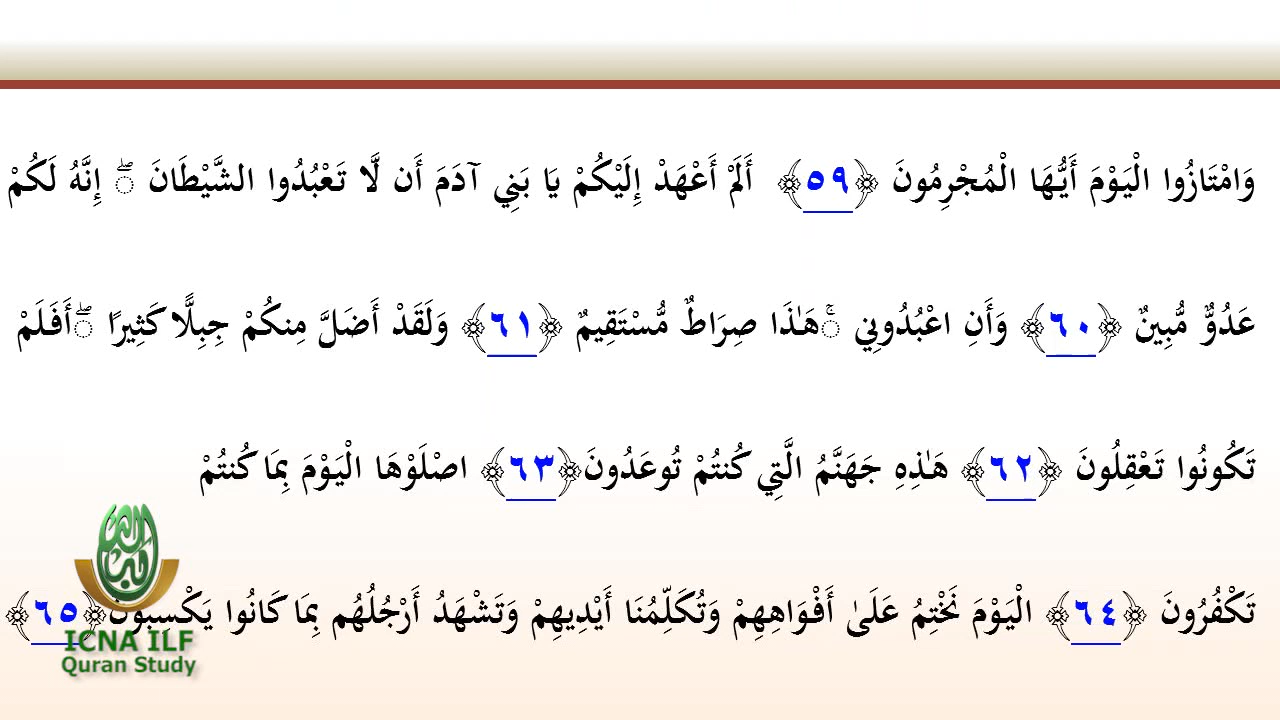 وَامْتَازُوا الْيَوْمَ أَيُّهَا الْمُجْرِمُونَ ﴿٥٩﴾ أَلَمْ أَعْهَدْ إِلَيْكُمْ يَا بَنِي آدَمَ أَن لَّا تَعْبُدُوا الشَّيْطَانَ ۖ إِنَّهُ لَكُمْ
عَدُوٌّ مُّبِينٌ ﴿٦٠﴾ وَأَنِ اعْبُدُونِي ۚ هَـٰذَا صِرَاطٌ مُّسْتَقِيمٌ ﴿٦١﴾ وَلَقَدْ أَضَلَّ مِنكُمْ جِبِلًّا كَثِيرًا ۖ أَفَلَمْ
تَكُونُوا تَعْقِلُونَ ﴿٦٢﴾ هَـٰذِهِ جَهَنَّمُ الَّتِي كُنتُمْ تُوعَدُونَ ﴿٦٣﴾ اصْلَوْهَا الْيَوْمَ بِمَا كُنتُمْ
تَكْفُرُونَ ﴿٦٤﴾ الْيَوْمَ نَخْتِمُ عَلَىٰ أَفْوَاهِهِمْ وَتُكَلِّمُنَا أَيْدِيهِمْ وَتَشْهَدُ أَرْجُلُهُم بِمَا كَانُوا يَكْسِبُونَ ﴿٦٥﴾
ICNA ILF
Quran Study